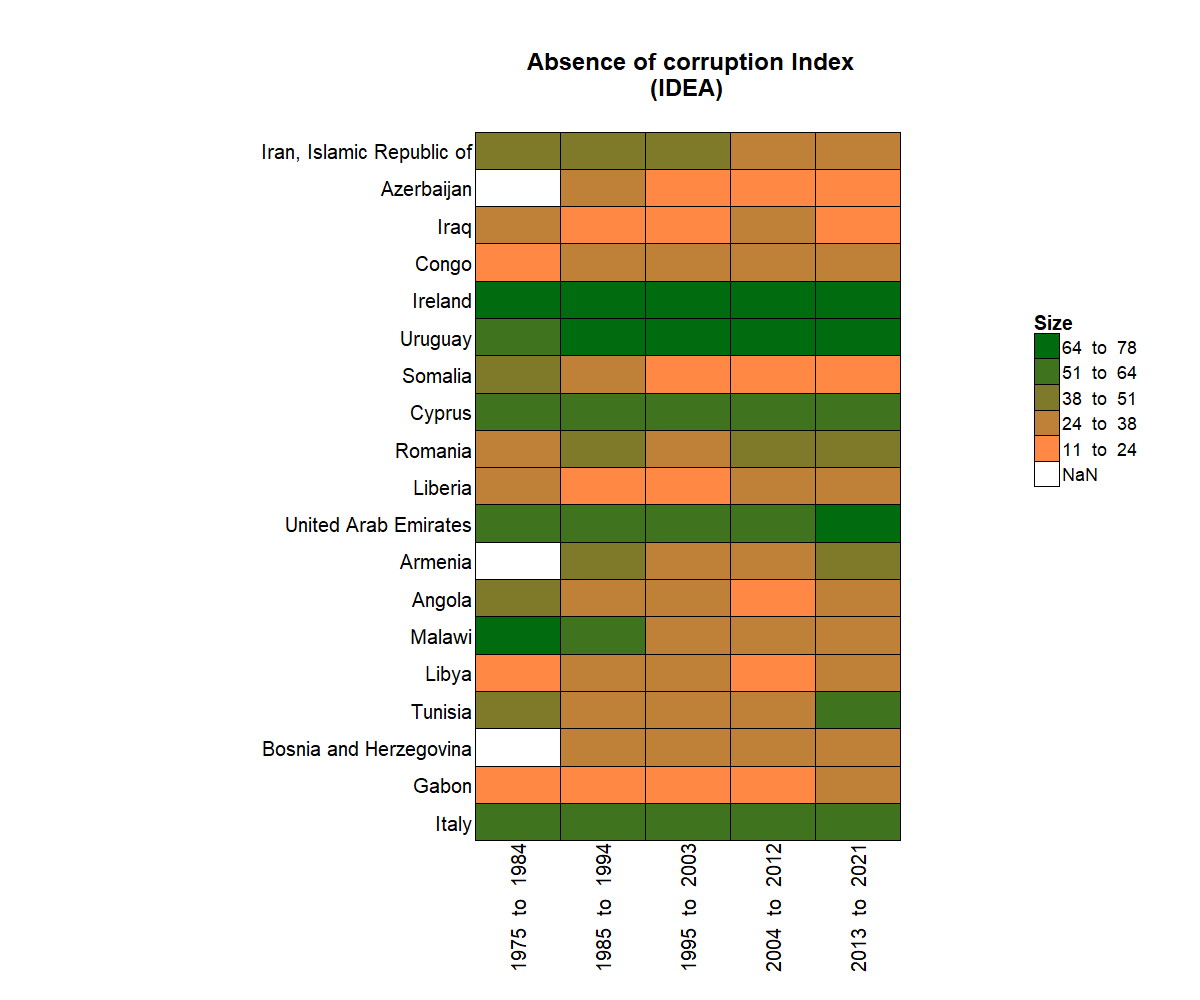 Absence of corruption Index
(IDEA)
Iran, Islamic Republic of
Azerbaijan
Iraq
Congo
Ireland
Uruguay
Somalia
Cyprus
Romania
Liberia
United Arab Emirates
Armenia
Angola
Malawi
Libya
Tunisia
Bosnia and Herzegovina
Gabon
Italy
1975 to 1984
1985 to 1994
1995 to 2003
2004 to 2012
2013 to 2021
Size
64 to 78
51 to 64
38 to 51
24 to 38
11 to 24
NaN